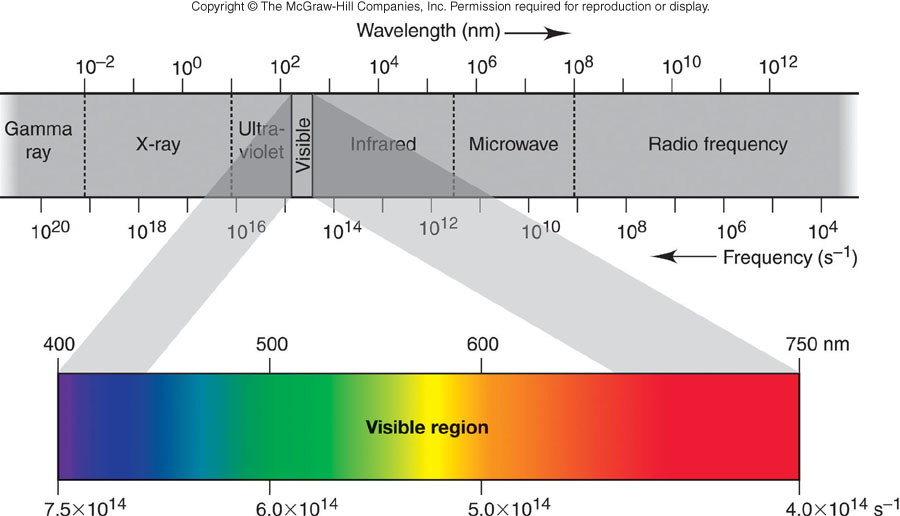 Copyright © The McGraw-Hill Companies, Inc. Permission required for reproduction or display.
Wavelength (nm)
10⁻² 10⁰ 10² 10⁴ 10⁶ 10⁸ 10¹⁰ 10¹²
Gamma ray
X-ray
Ultra-violet
Visible
Infrared
Microwave
Radio frequency
10²⁰ 10¹⁸ 10¹⁶ 10¹⁴ 10¹² 10¹⁰ 10⁸ 10⁶ 10⁴
Frequency (s⁻¹)
400 500 600 750 nm
Visible region
7.5×10¹⁴ 6.0×10¹⁴ 5.0×10¹⁴ 4.0×10¹⁴ s⁻¹